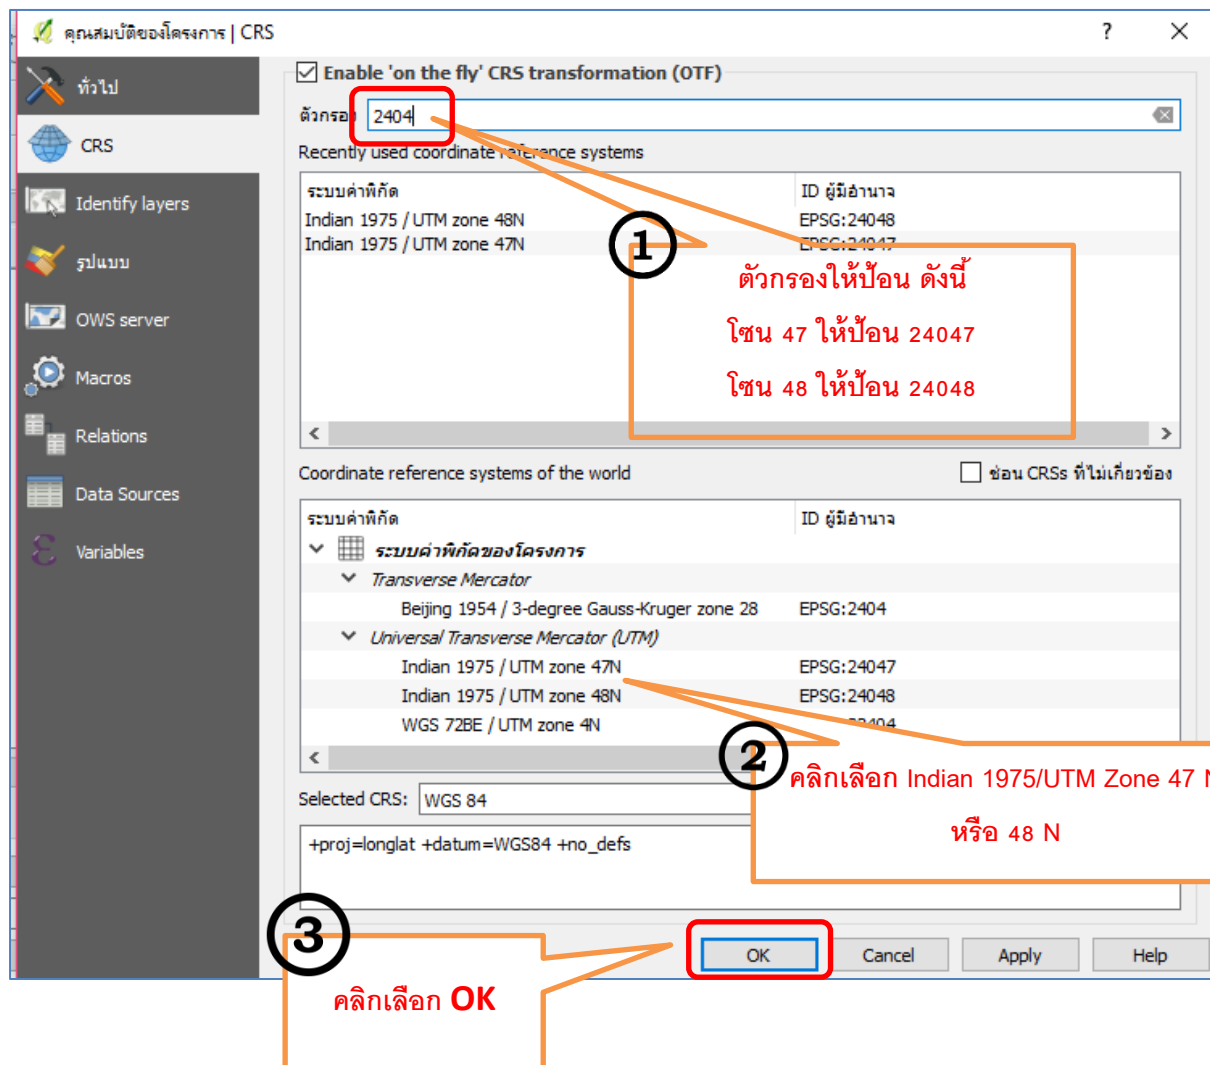 คุณสมบัติของโครงการ | CRS
?
ทั่วไป
CRS
Identify layers
รูปแบบ
OWS server
Macros
Relations
Data Sources
Variables
Enable 'on the fly' CRS transformation (OTF)
ตัวกรอง 2404
Recently used coordinate reference systems
ระบบค่าพิกัด ID ผู้มีอำนาจ
Indian 1975 / UTM zone 48N EPSG:24048
Indian 1975 / UTM zone 47N EPSG:24047
1
ตัวกรองให้ป้อน ดังนี้
โซน 47 ให้ป้อน 24047
โซน 48 ให้ป้อน 24048
Coordinate reference systems of the world
ซ่อน CRSs ที่ไม่เกี่ยวข้อง
ระบบค่าพิกัด ID ผู้มีอำนาจ
ระบบค่าพิกัดของโครงการ
Transverse Mercator
Beijing 1954 / 3-degree Gauss-Kruger zone 28 EPSG:2404
Universal Transverse Mercator (UTM)
Indian 1975 / UTM zone 47N EPSG:24047
Indian 1975 / UTM zone 48N EPSG:24048
WGS 72BE / UTM zone 4N
2
คลิกเลือก Indian 1975/UTM Zone 47 N
หรือ 48 N
Selected CRS: WGS 84
+proj=longlat +datum=WGS84 +no_defs
3
คลิกเลือก OK
OK
Cancel
Apply
Help